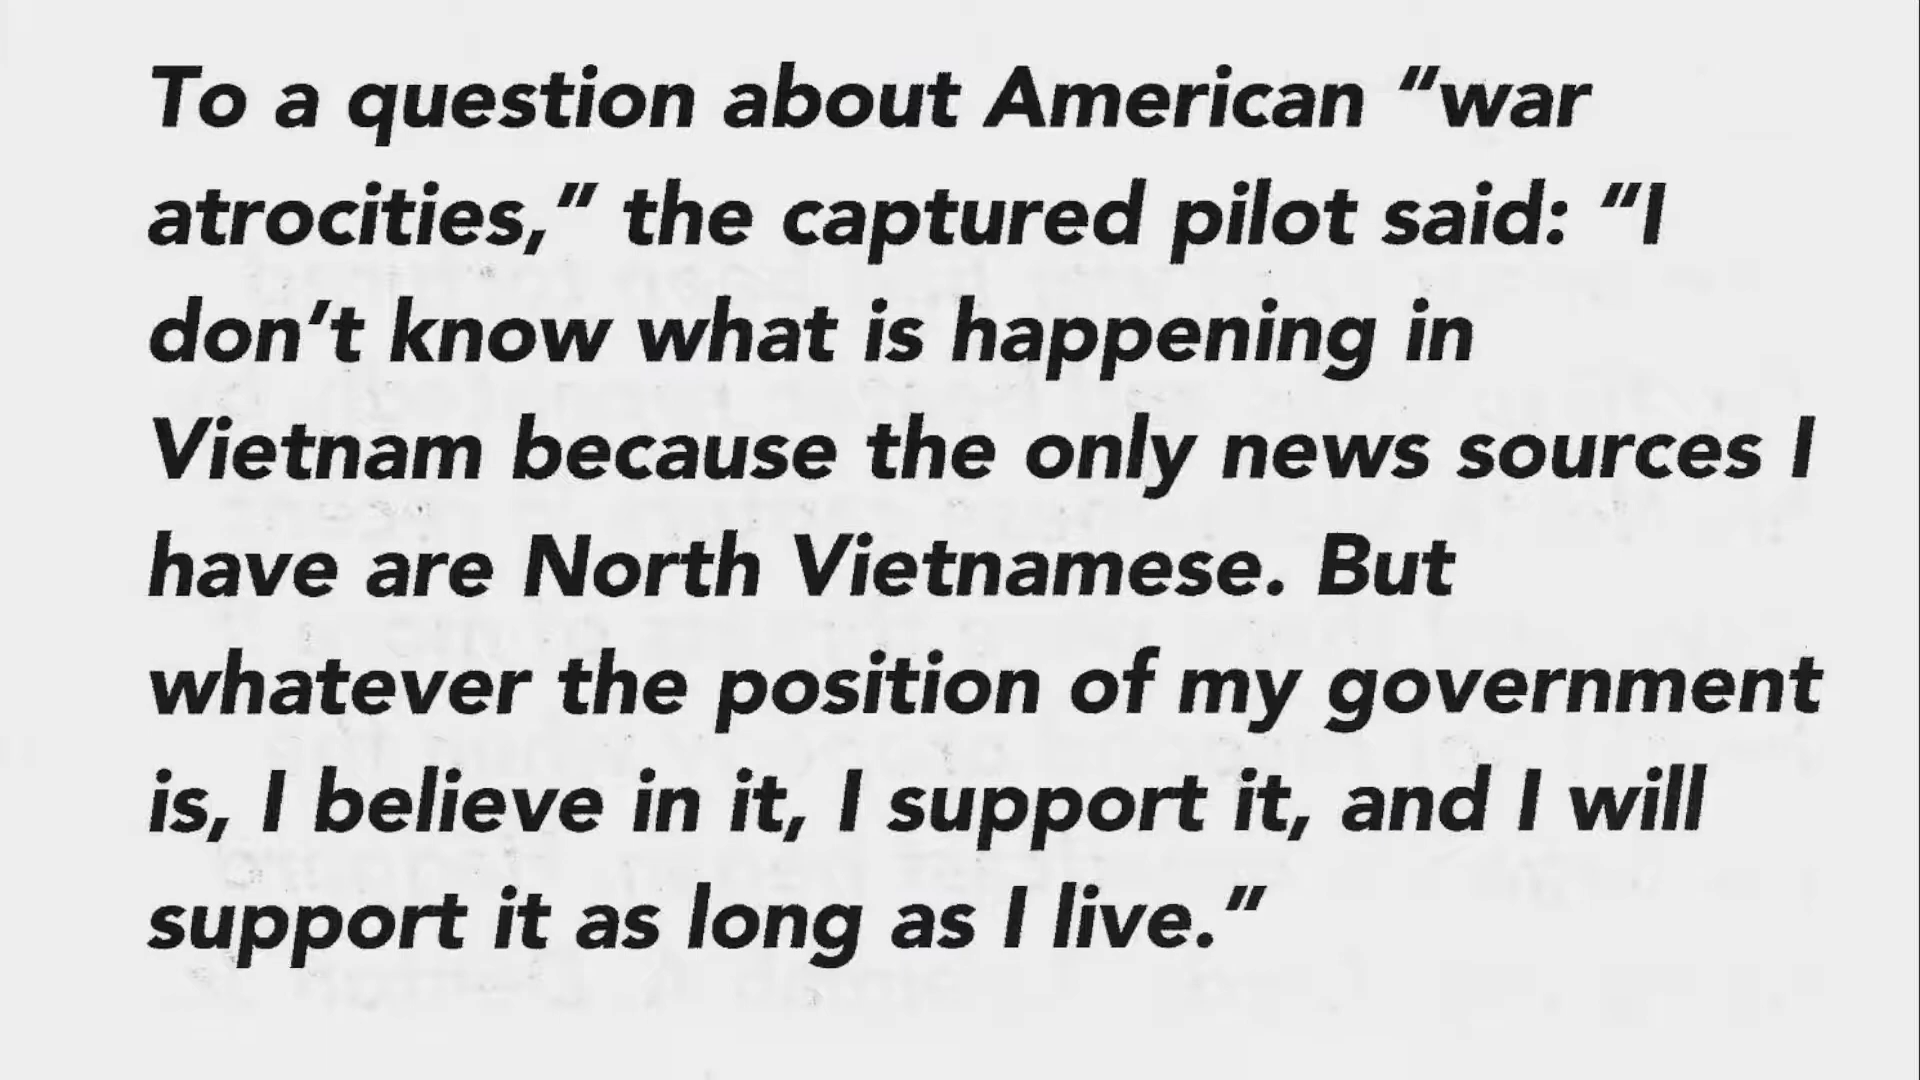 To a question about American “war
atrocities,” the captured pilot said: “I
don’t know what is happening in
Vietnam because the only news sources I
have are North Vietnamese. But
whatever the position of my government
is, I believe in it, I support it, and I will
support it as long as I live.”